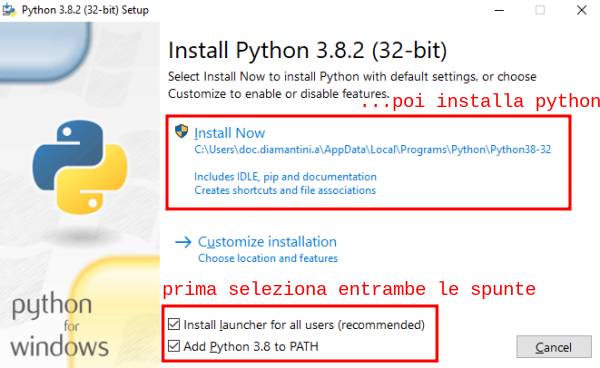 Python 3.8.2 (32-bit) Setup
Install Python 3.8.2 (32-bit)
Select Install Now to install Python with default settings, or choose
Customize to enable or disable features.
...poi installa python
Install Now
C:\Users\doc.diamantini.a\AppData\Local\Programs\Python\Python38-32
Includes IDLE, pip and documentation
Creates shortcuts and file associations
Customize installation
Choose location and features
prima seleziona entrambe le spunte
Install launcher for all users (recommended)
Add Python 3.8 to PATH
python
for
windows
Cancel